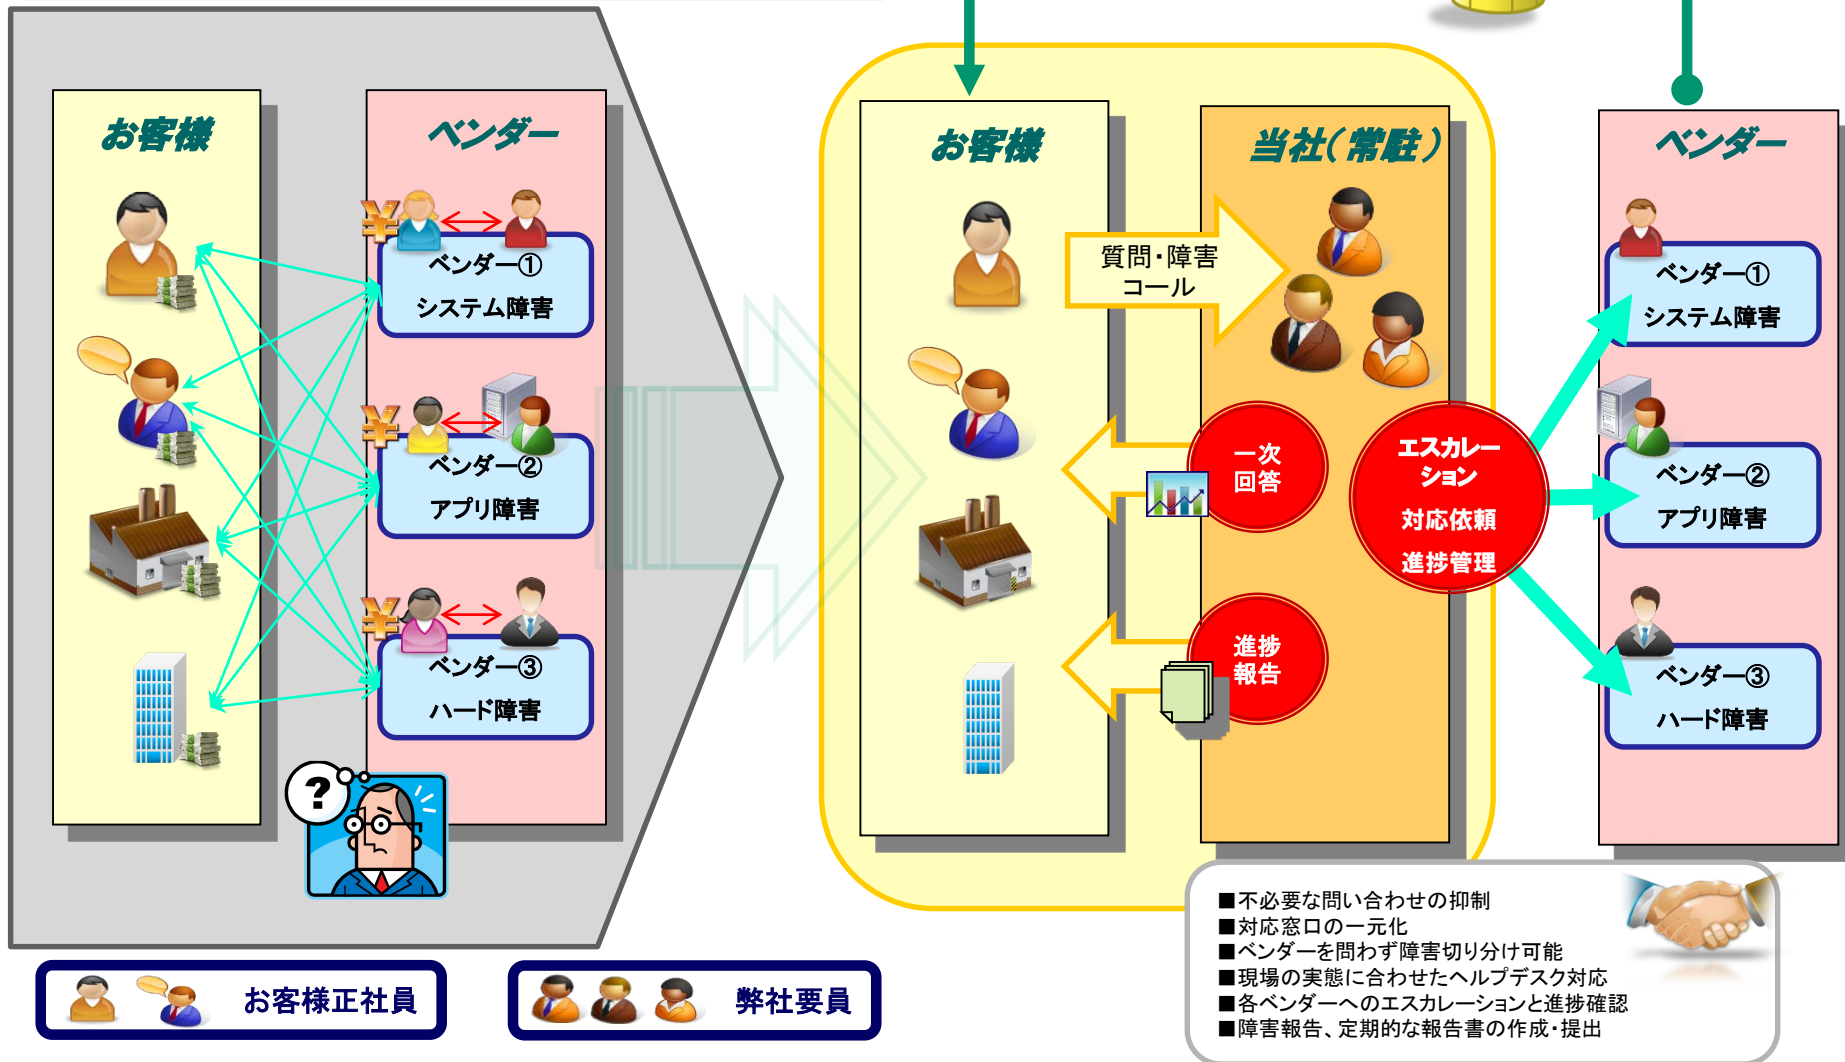 お客様
ベンダー
¥
ベンダー①
システム障害
¥
ベンダー②
アプリ障害
¥
ベンダー③
ハード障害
?
お客様
当社(常駐)
質問・障害
コール
一次
回答
進捗
報告
エスカレー
ション
対応依頼
進捗管理
ベンダー
ベンダー①
システム障害
ベンダー②
アプリ障害
ベンダー③
ハード障害
■不必要な問い合わせの抑制
■対応窓口の一元化
■ベンダーを問わず障害切り分け可能
■現場の実態に合わせたヘルプデスク対応
■各ベンダーへのエスカレーションと進捗確認
■障害報告、定期的な報告書の作成・提出
お客様正社員
弊社要員